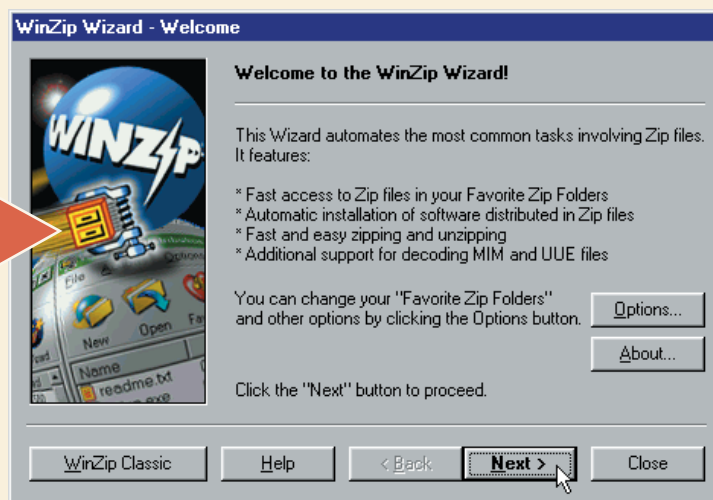 WinZip Wizard - Welcome
WINZIP
File
Options
New
Open
Name
readme.txt
Welcome to the WinZip Wizard!
This Wizard automates the most common tasks involving Zip files.
It features:
* Fast access to Zip files in your Favorite Zip Folders
* Automatic installation of software distributed in Zip files
* Fast and easy zipping and unzipping
* Additional support for decoding MIM and UUE files
You can change your "Favorite Zip Folders"
and other options by clicking the Options button.
Options...
About...
Click the "Next" button to proceed.
WinZip Classic
Help
< Back
Next >
Close